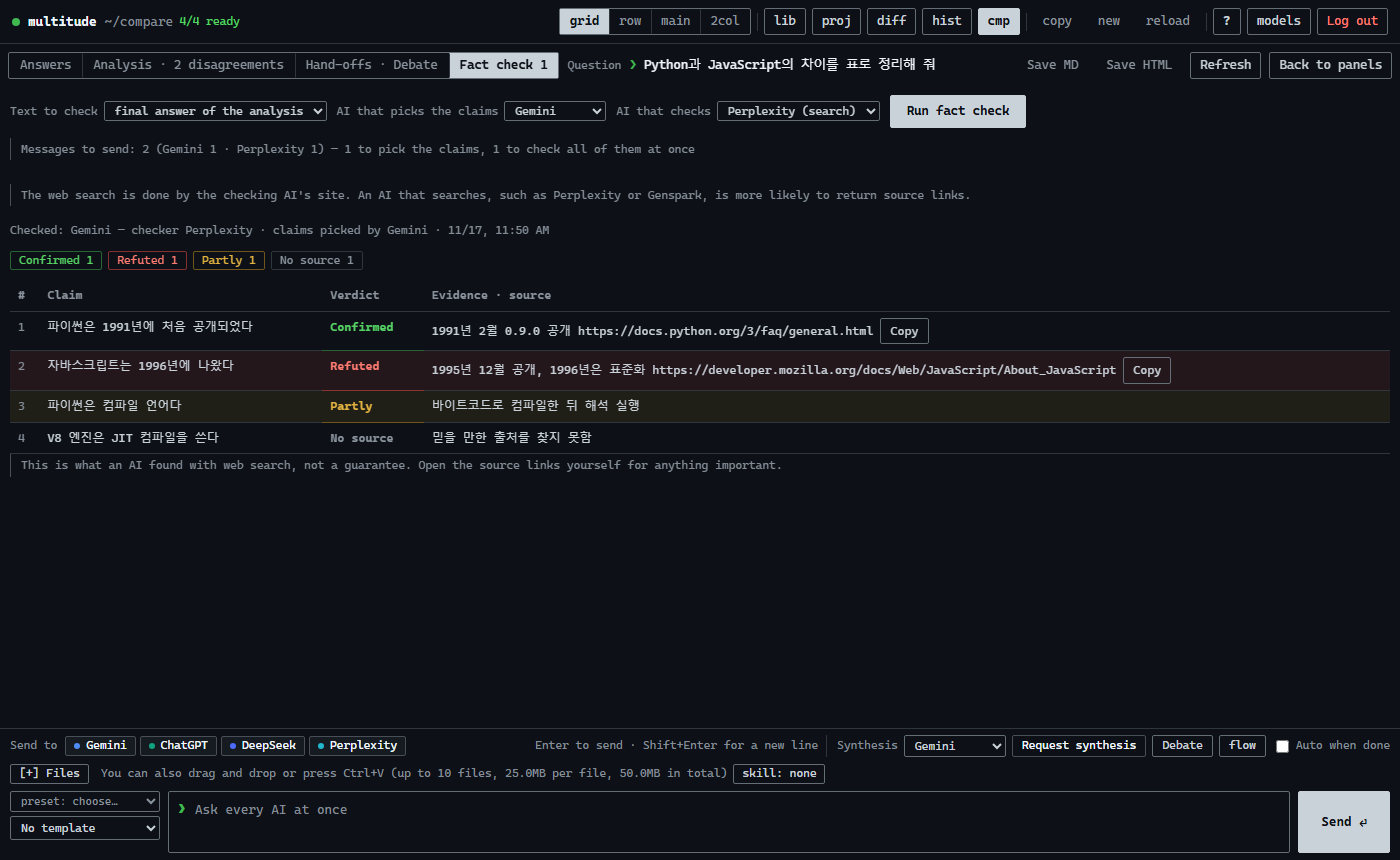 multitude ~/compare 4/4 ready grid row main 2col lib proj diff hist cmp copy new reload ? models Log out
Answers Analysis · 2 disagreements Hand-offs · Debate Fact check 1 Question ❯ Python과 JavaScript의 차이를 표로 정리해 줘 Save MD Save HTML Refresh Back to panels
Text to check final answer of the analysis AI that picks the claims Gemini AI that checks Perplexity (search) Run fact check
Messages to send: 2 (Gemini 1 · Perplexity 1) — 1 to pick the claims, 1 to check all of them at once
The web search is done by the checking AI's site. An AI that searches, such as Perplexity or Genspark, is more likely to return source links.
Checked: Gemini — checker Perplexity · claims picked by Gemini · 11/17, 11:50 AM
Confirmed 1 Refuted 1 Partly 1 No source 1
# Claim Verdict Evidence · source
1 파이썬은 1991년에 처음 공개되었다 Confirmed 1991년 2월 0.9.0 공개 https://docs.python.org/3/faq/general.html Copy
2 자바스크립트는 1996년에 나왔다 Refuted 1995년 12월 공개, 1996년은 표준화 https://developer.mozilla.org/docs/Web/JavaScript/About_JavaScript Copy
3 파이썬은 컴파일 언어다 Partly 바이트코드로 컴파일한 뒤 해석 실행
4 V8 엔진은 JIT 컴파일을 쓴다 No source 믿을 만한 출처를 찾지 못함
This is what an AI found with web search, not a guarantee. Open the source links yourself for anything important.
Send to Gemini ChatGPT DeepSeek Perplexity Enter to send · Shift+Enter for a new line Synthesis Gemini Request synthesis Debate flow Auto when done
[+] Files You can also drag and drop or press Ctrl+V (up to 10 files, 25.0MB per file, 50.0MB in total) skill: none
preset: choose… ❯ Ask every AI at once
No template Send ⏎